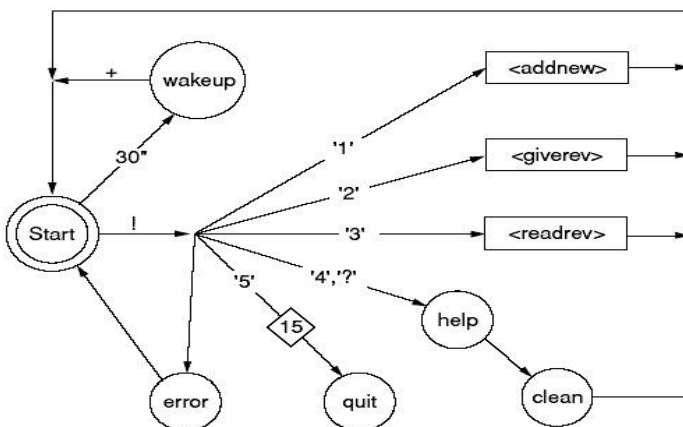 +
wakeup
<addnew>
30"
'1'
<giverev>
'2'
Start
!
'3'
<readrev>
'5'
'4','?'
15
help
error
quit
clean